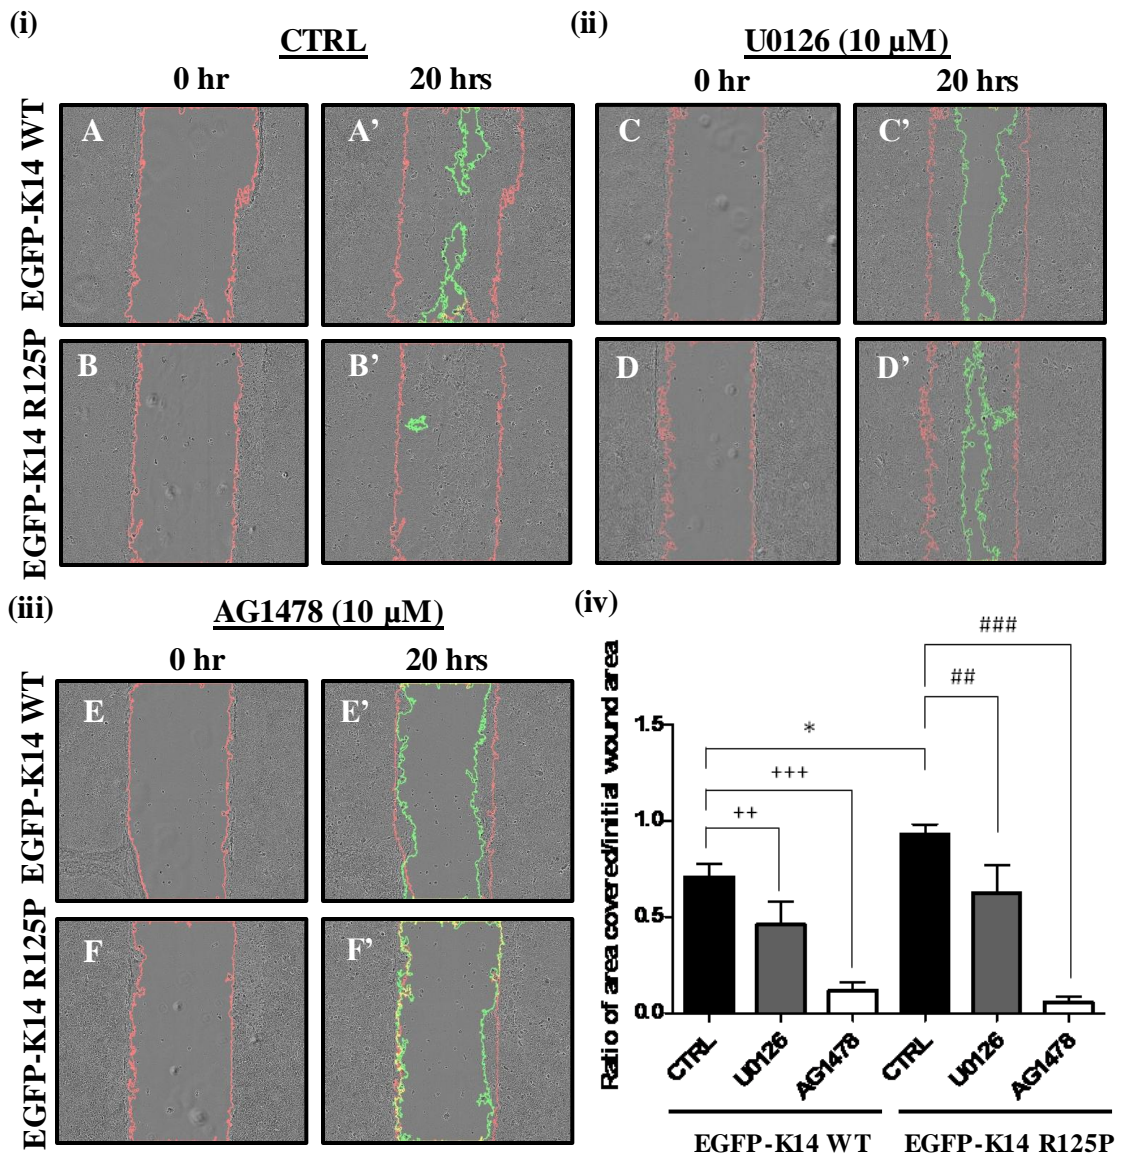 (i)
CTRL
0 hr
20 hrs
EGFP-K14 WT
A
A’
EGFP-K14 R125P
B
B’
(ii)
U0126 (10 µM)
0 hr
20 hrs
C
C’
D
D’
(iii)
AG1478 (10 µM)
0 hr
20 hrs
EGFP-K14 WT
E
E’
EGFP-K14 R125P
F
F’
(iv)
Ratio of area covered/initial wound area
1.5
1.0
0.5
0.0
###
##
*
+++
++
CTRL
U0126
AG1478
CTRL
U0126
AG1478
EGFP-K14 WT
EGFP-K14 R125P